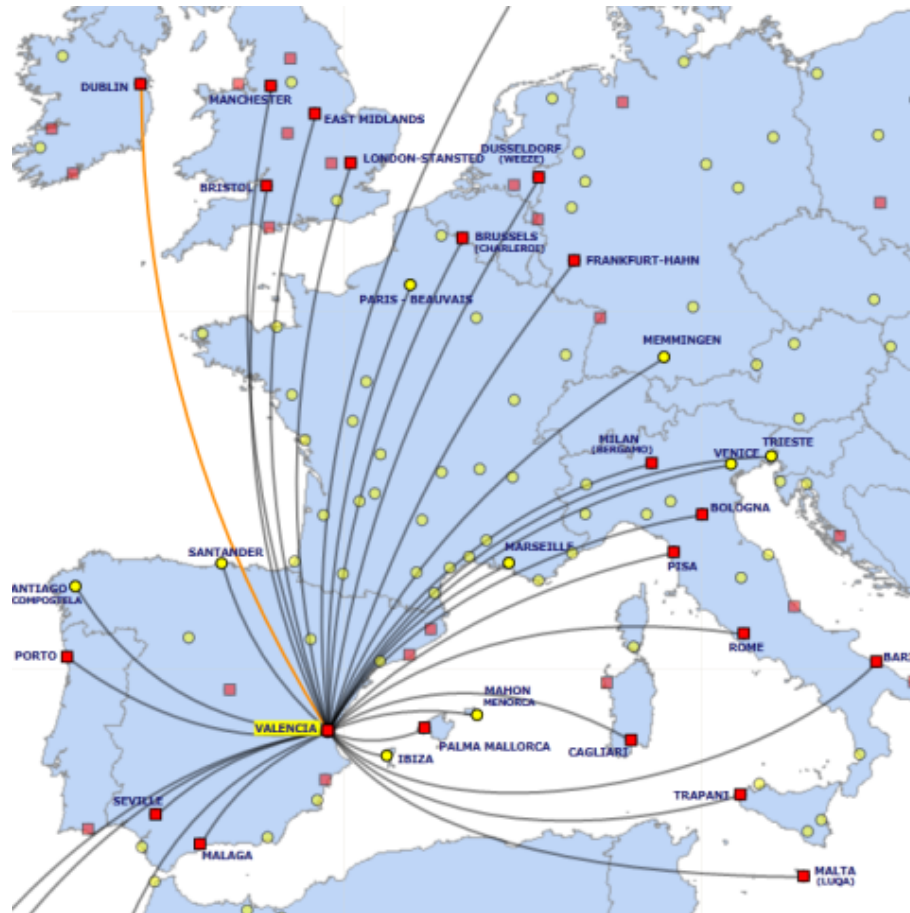 DUBLIN
MANCHESTER
EAST MIDLANDS
DUSSELDORF
(WEEZE)
LONDON-STANSTED
BRISTOL
BRUSSELS
(CHARLEROI)
FRANKFURT-HAHN
PARIS - BEAUVAIS
MEMMINGEN
MILAN
(BERGAMO)
VENICE
TRIESTE
BOLOGNA
SANTANDER
MARSEILLE
PISA
ANTIAGO
COMPOSTELA
PORTO
ROME
BARI
MAHON
MENORCA
VALENCIA
PALMA MALLORCA
CAGLIARI
IBIZA
TRAPANI
SEVILLE
MALAGA
MALTA
(LUQA)